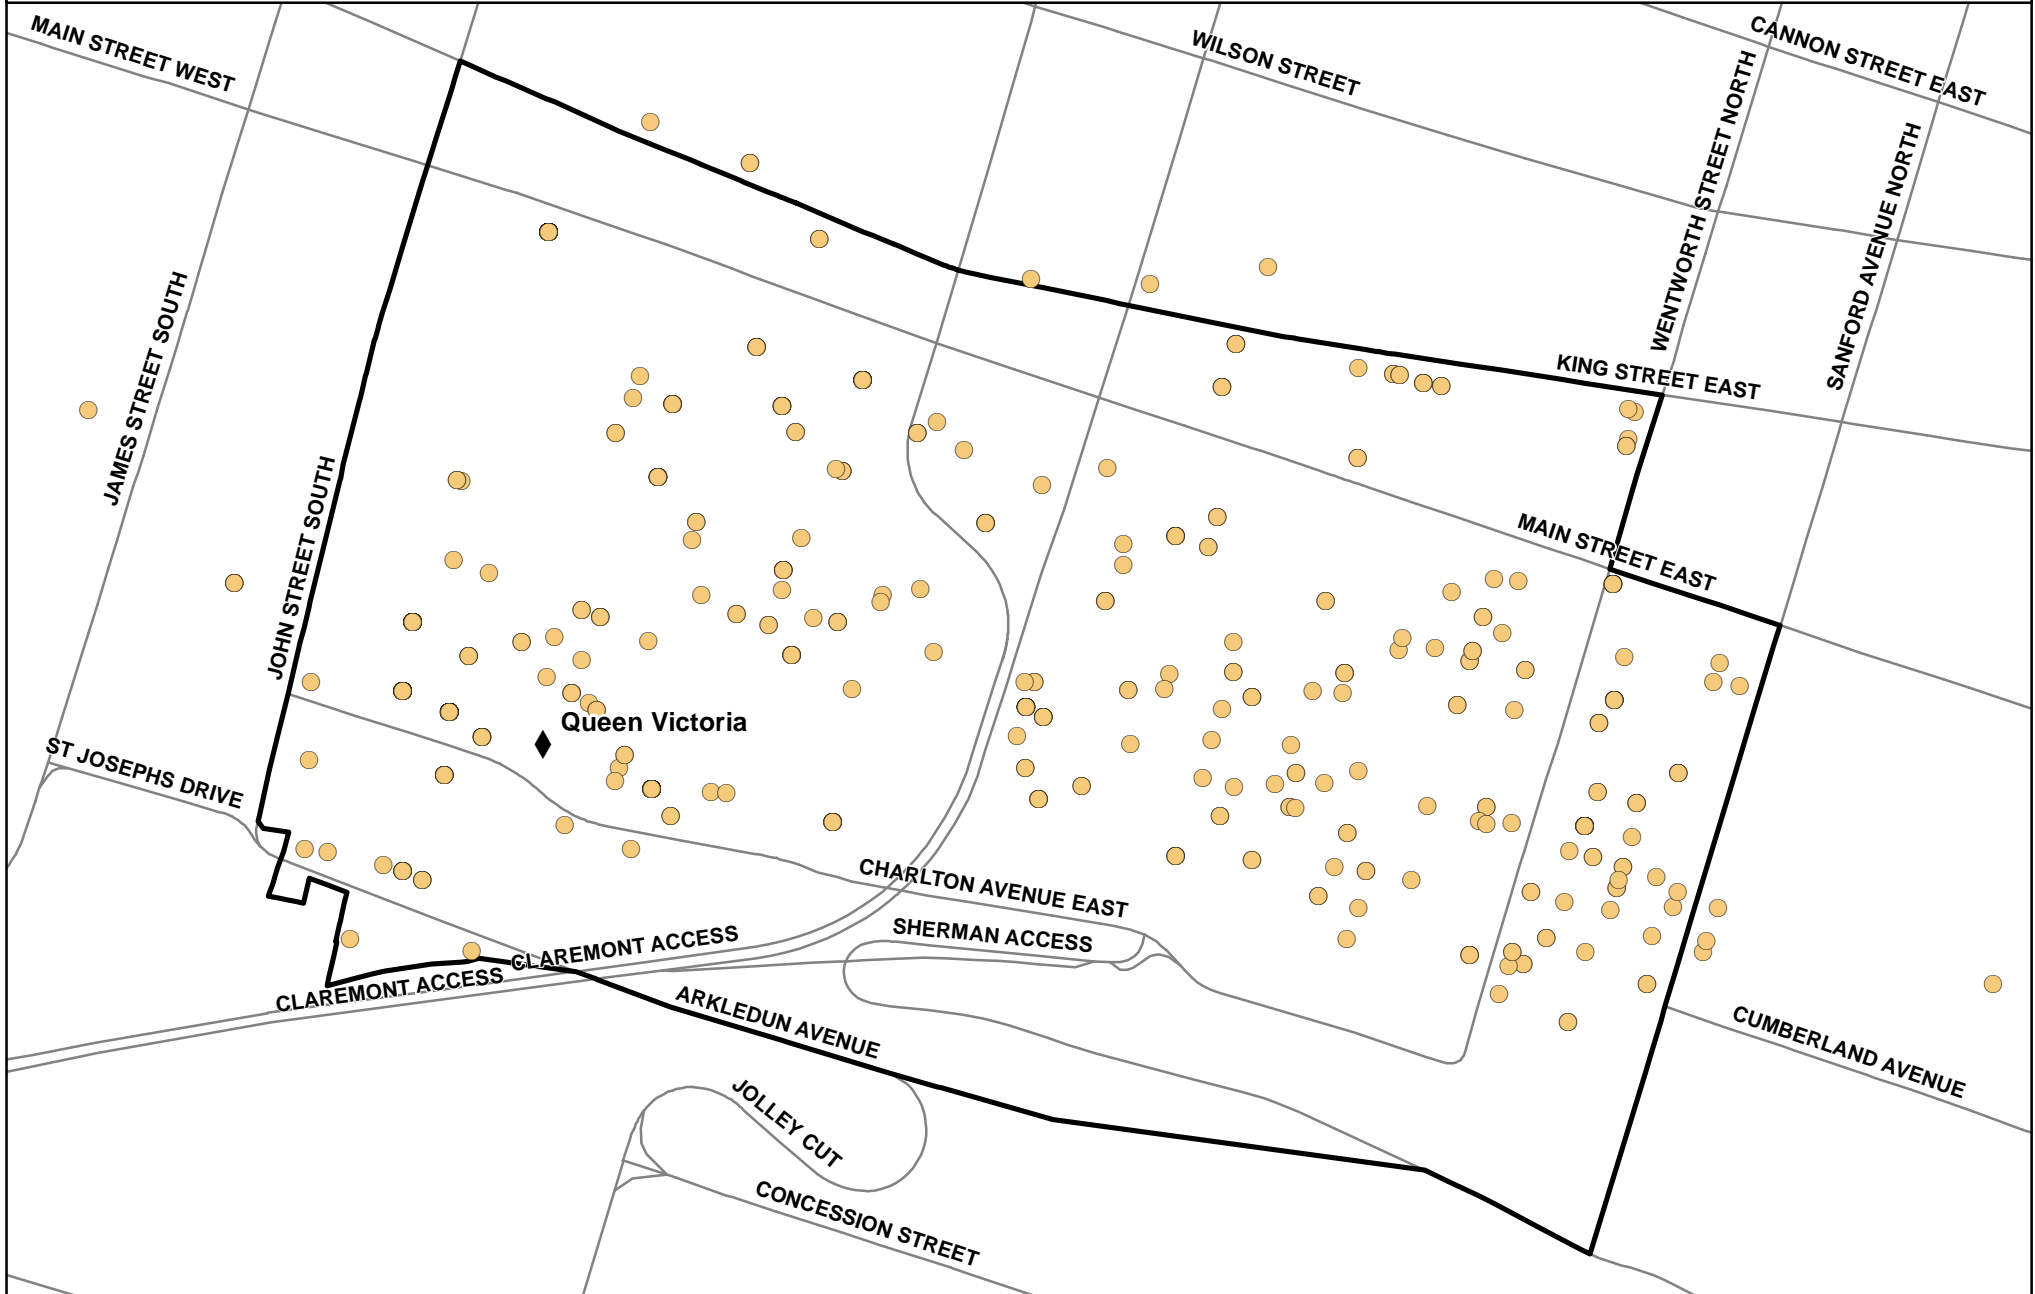 MAIN STREET WEST
WILSON STREET
CANNON STREET EAST
WENTWORTH STREET NORTH
SANFORD AVENUE NORTH
JAMES STREET SOUTH
KING STREET EAST
JOHN STREET SOUTH
MAIN STREET EAST
Queen Victoria
ST JOSEPHS DRIVE
CHARLTON AVENUE EAST
SHERMAN ACCESS
CLAREMONT ACCESS
CLAREMONT ACCESS
ARKLEDUN AVENUE
CUMBERLAND AVENUE
JOLLEY CUT
CONCESSION STREET